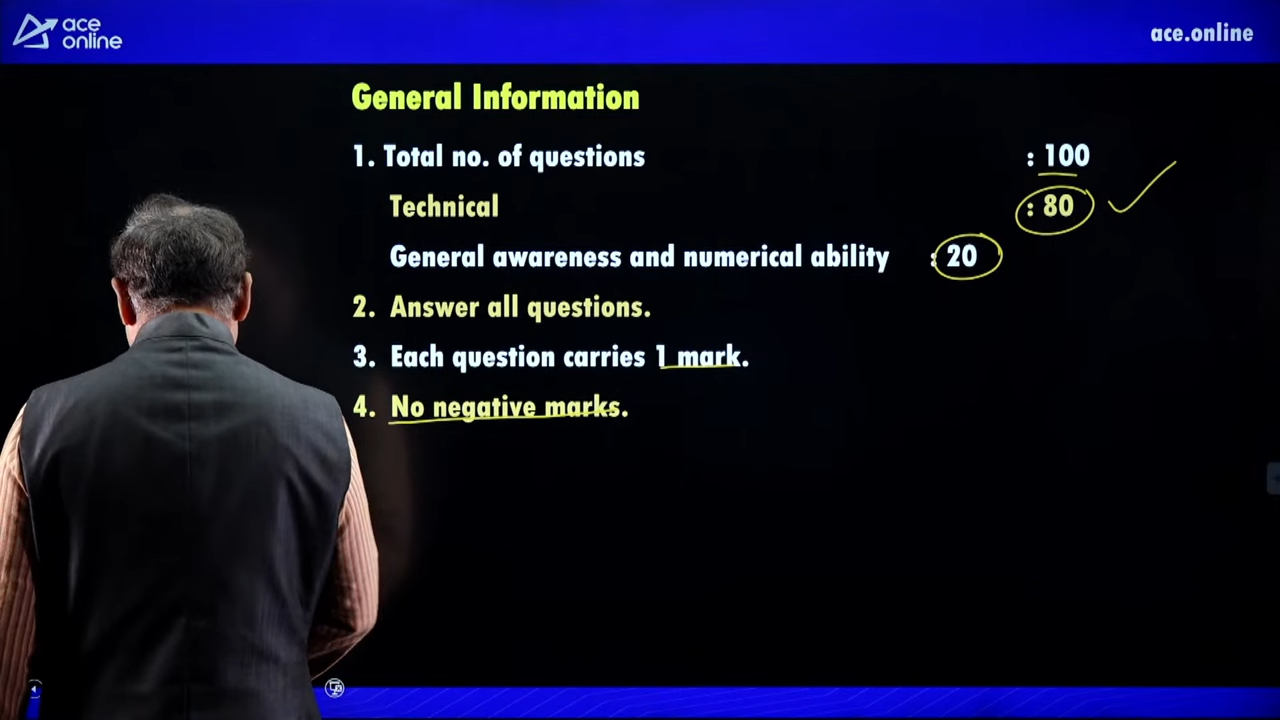 ace
online
ace.online
General Information
1. Total no. of questions : 100
Technical : 80
General awareness and numerical ability : 20
2. Answer all questions.
3. Each question carries 1 mark.
4. No negative marks.